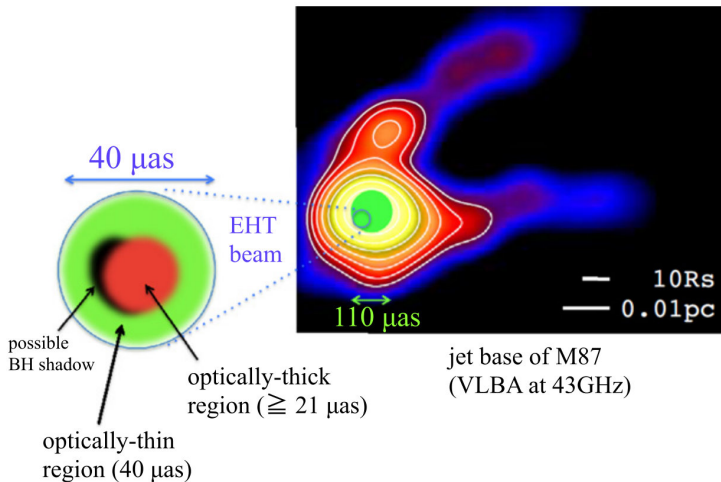 40 μas
EHT
beam
possible
BH shadow
optically-thick
region (≧ 21 μas)
optically-thin
region (40 μas)
110 μas
10Rs
0.01pc
jet base of M87
(VLBA at 43GHz)